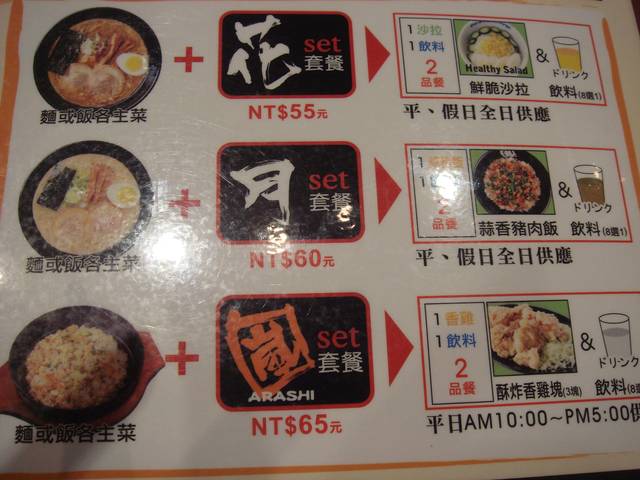 花 set 套餐
麵或飯各主菜
NT$55元
1 沙拉
1 飲料
2
品餐
Healthy Salad
鮮脆沙拉
&
ドリンク
飲料(8選1)
平、假日全日供應
月 set 套餐
麵或飯各主菜
NT$60元
1
1
2
品餐
蒜香豬肉飯
&
ドリンク
飲料(8選1)
平、假日全日供應
嵐 set 套餐
ARASHI
麵或飯各主菜
NT$65元
1 香雞
1 飲料
2
品餐
酥炸香雞塊(3塊)
&
ドリンク
飲料(8
平日AM10:00~PM5:00供